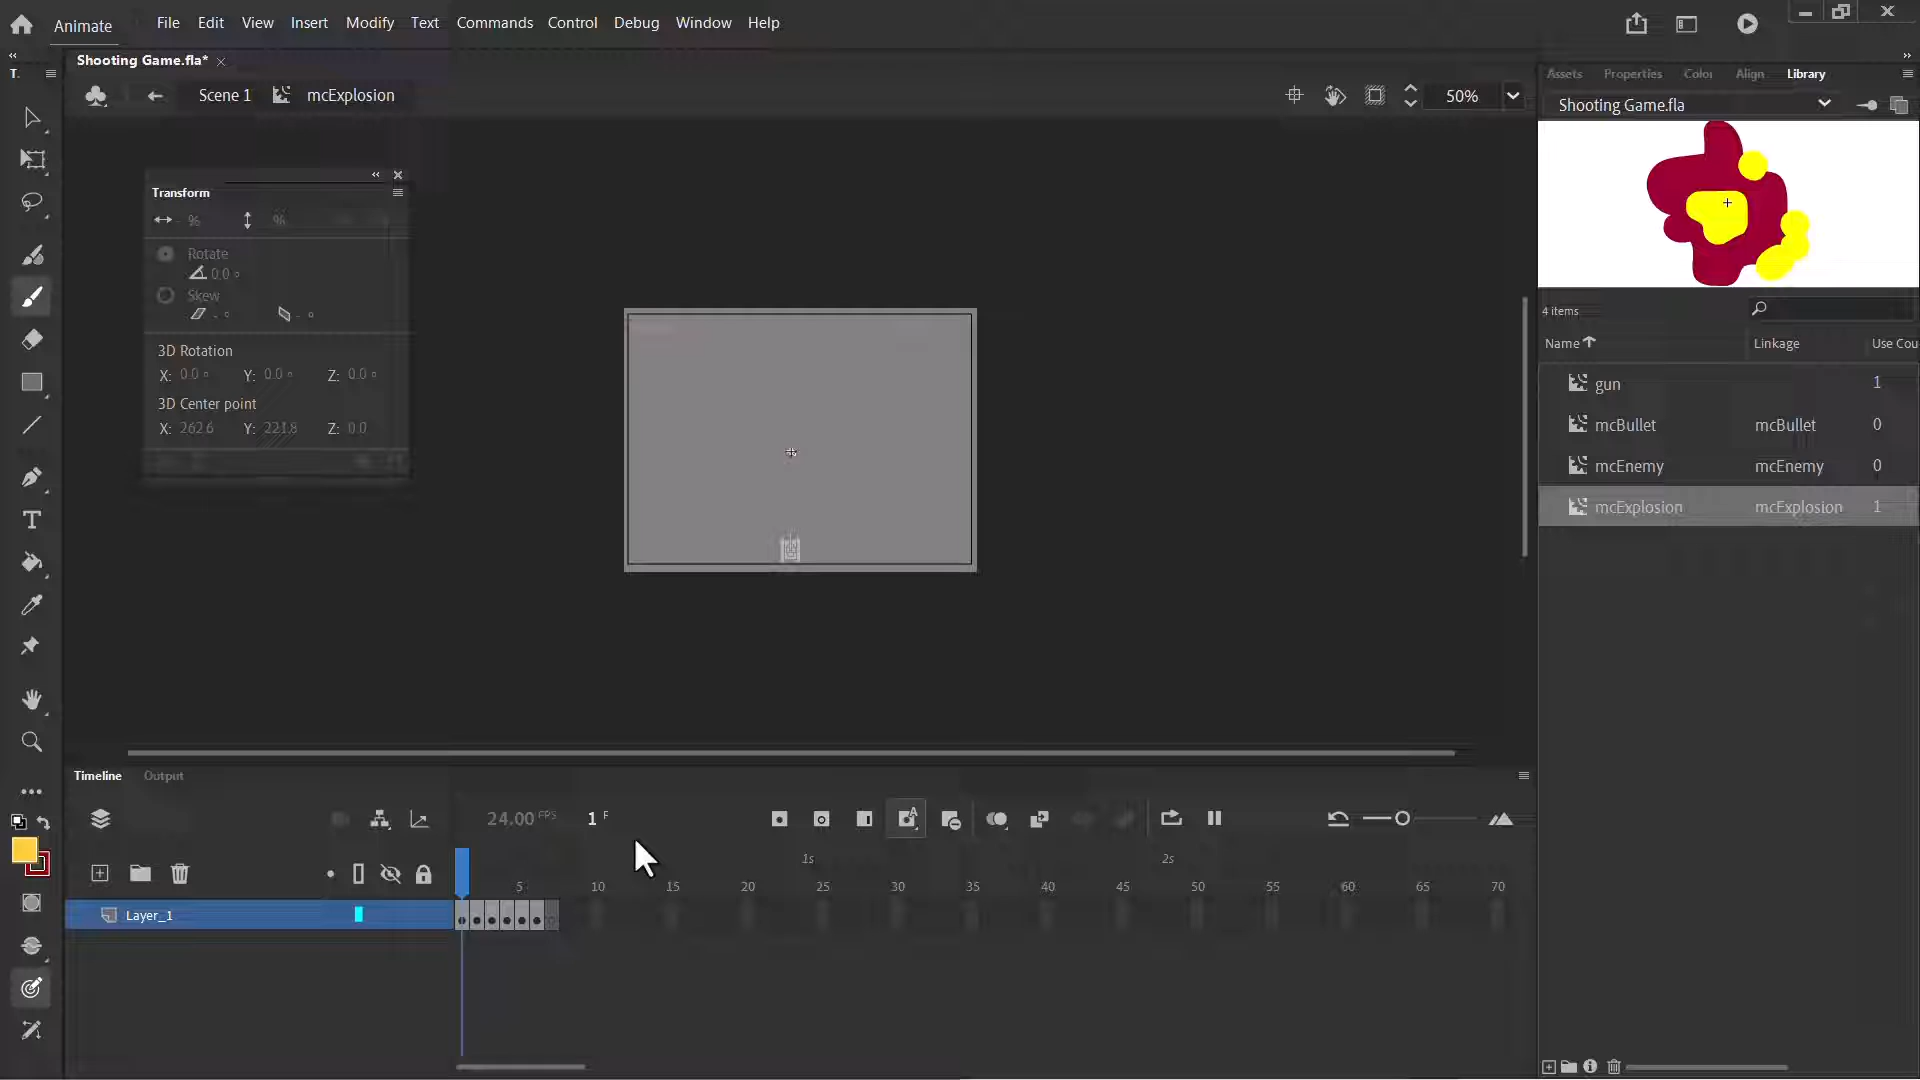 Animate File Edit View Insert Modify Text Commands Control Debug Window Help
Shooting Game.fla*
T.
Scene 1 mcExplosion
50%
Transform
% %
Rotate
0.0 °
Skew
- ° - °
3D Rotation
X: 0.0 ° Y: 0.0 ° Z: 0.0 °
3D Center point
X: 262.6 Y: 221.8 Z: 0.0
Assets Properties Color Align Library
Shooting Game.fla
4 items
Name Linkage Use Cou
gun 1
mcBullet mcBullet 0
mcEnemy mcEnemy 0
mcExplosion mcExplosion 1
Timeline Output
24.00 FPS 1 F
1s 2s
5 10 15 20 25 30 35 40 45 50 55 60 65 70
Layer_1